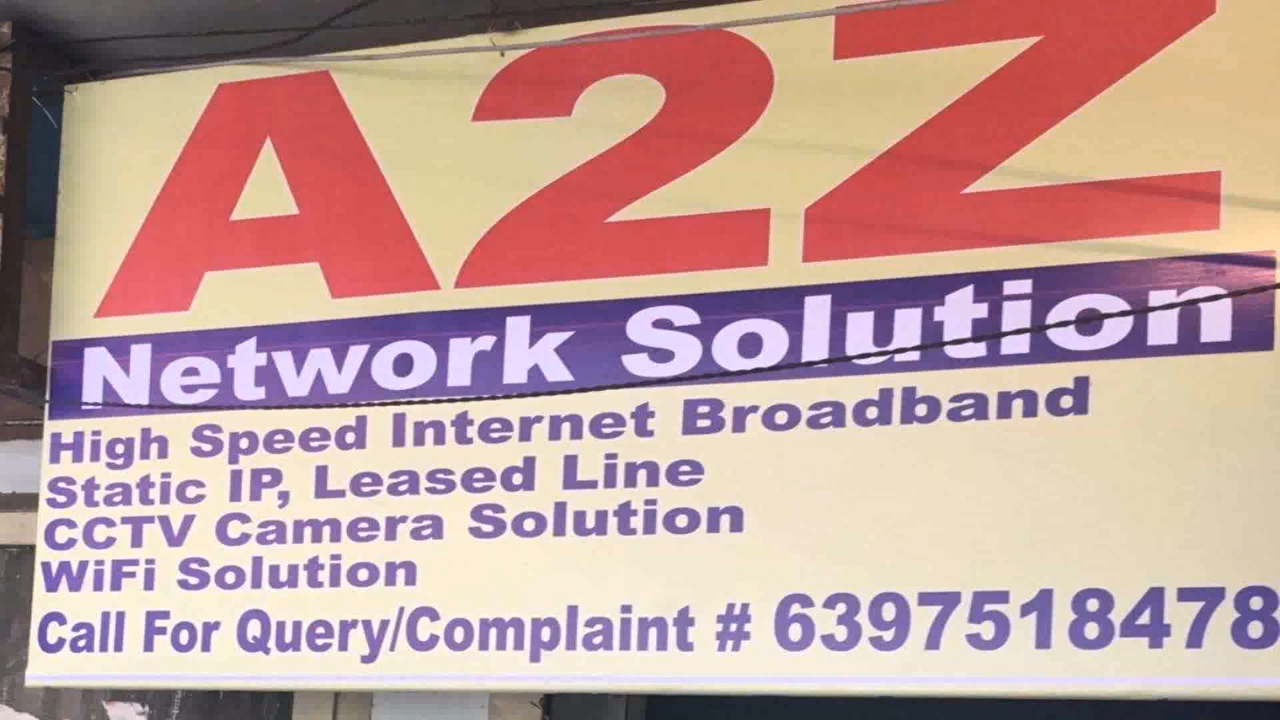 A2Z
Network Solution
High Speed Internet Broadband
Static IP, Leased Line
CCTV Camera Solution
WiFi Solution
Call For Query/Complaint # 6397518478